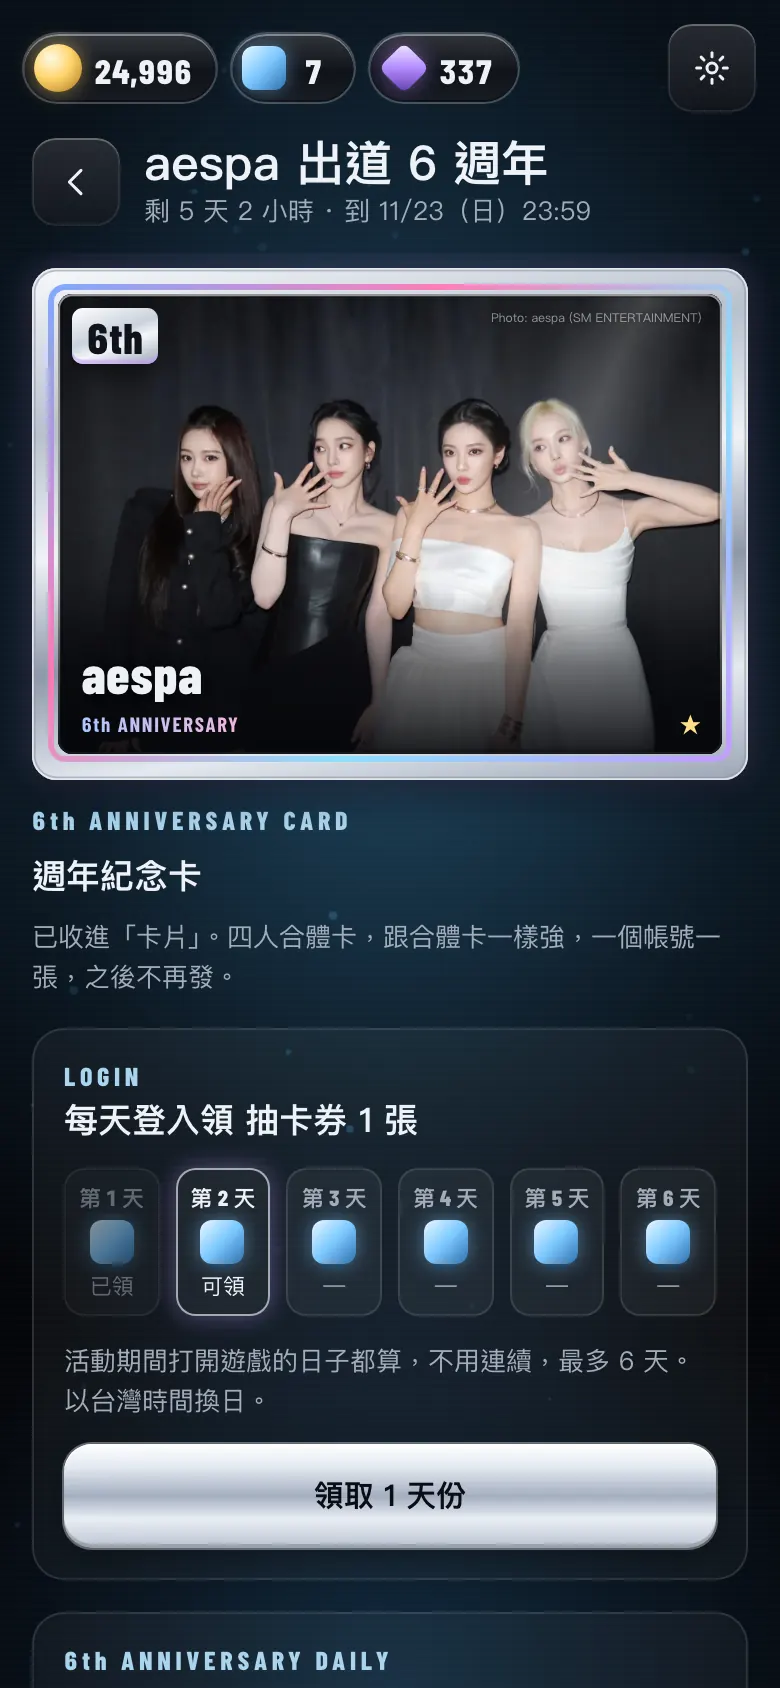 24,996
7
337
aespa 出道 6 週年
剩 5 天 2 小時 · 到 11/23（日）23:59
6th
Photo: aespa (SM ENTERTAINMENT)
aespa
6th ANNIVERSARY
6th ANNIVERSARY CARD
週年紀念卡
已收進「卡片」。四人合體卡，跟合體卡一樣強，一個帳號一
張，之後不再發。
LOGIN
每天登入領 抽卡券 1 張
第 1 天 第 2 天 第 3 天 第 4 天 第 5 天 第 6 天
已領 可領 — — — —
活動期間打開遊戲的日子都算，不用連續，最多 6 天。
以台灣時間換日。
領取 1 天份
6th ANNIVERSARY DAILY